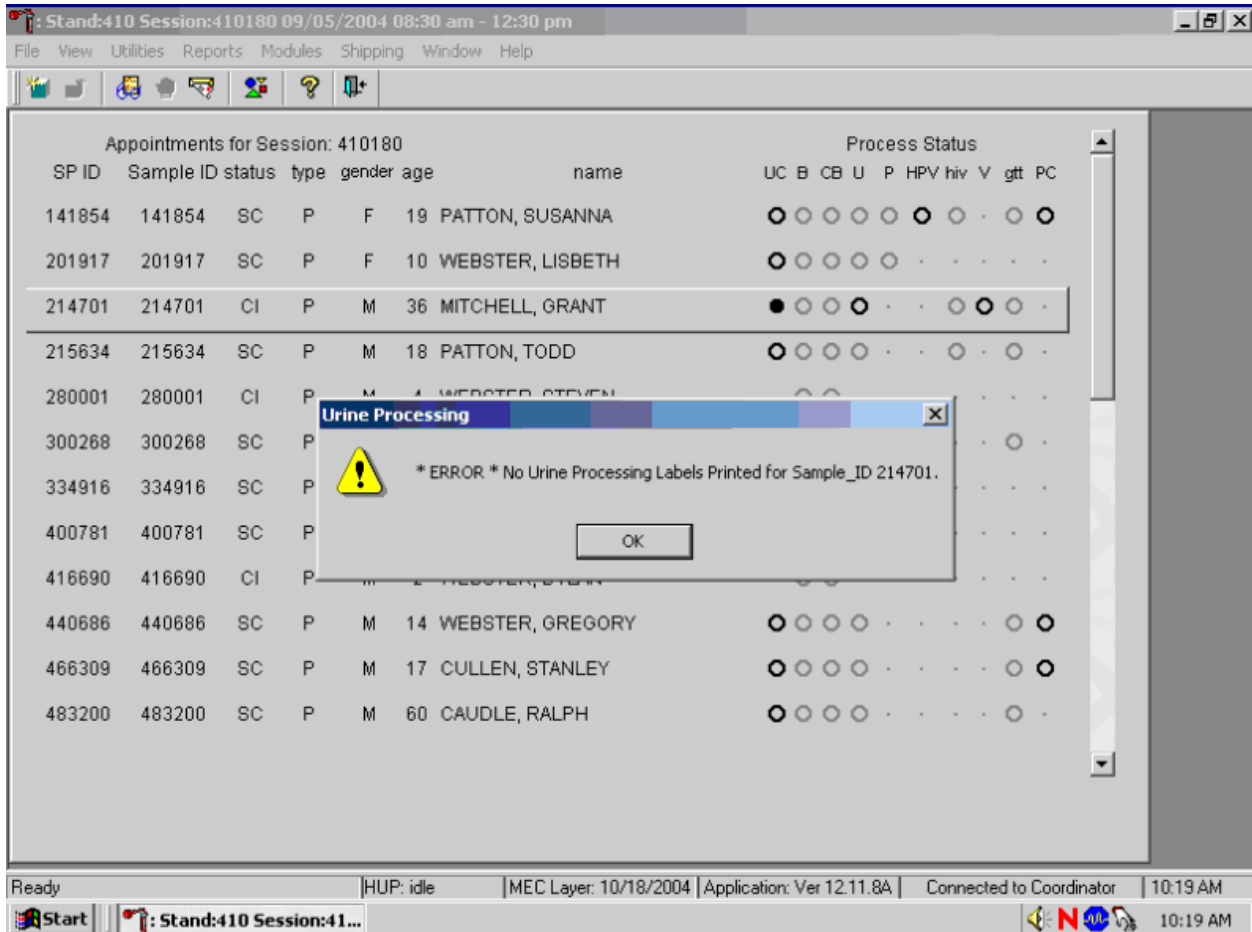 : Stand:410 Session:410180 09/05/2004 08:30 am - 12:30 pm
File View Utilities Reports Modules Shipping Window Help
Appointments for Session: 410180 Process Status
SP ID Sample ID status type gender age name UC B CB U P HPV hiv V gtt PC
141854 141854 SC P F 19 PATTON, SUSANNA
201917 201917 SC P F 10 WEBSTER, LISBETH
214701 214701 CI P M 36 MITCHELL, GRANT
215634 215634 SC P M 18 PATTON, TODD
280001 280001 CI P M 4 WEBSTER, STEVEN
Urine Processing
300268 300268 SC P
* ERROR * No Urine Processing Labels Printed for Sample_ID 214701.
334916 334916 SC P
400781 400781 SC P
OK
416690 416690 CI P M 2 WEBSTER, DYLAN
440686 440686 SC P M 14 WEBSTER, GREGORY
466309 466309 SC P M 17 CULLEN, STANLEY
483200 483200 SC P M 60 CAUDLE, RALPH
Ready HUP: idle MEC Layer: 10/18/2004 Application: Ver 12.11.8A Connected to Coordinator 10:19 AM
Start : Stand:410 Session:41... N 10:19 AM